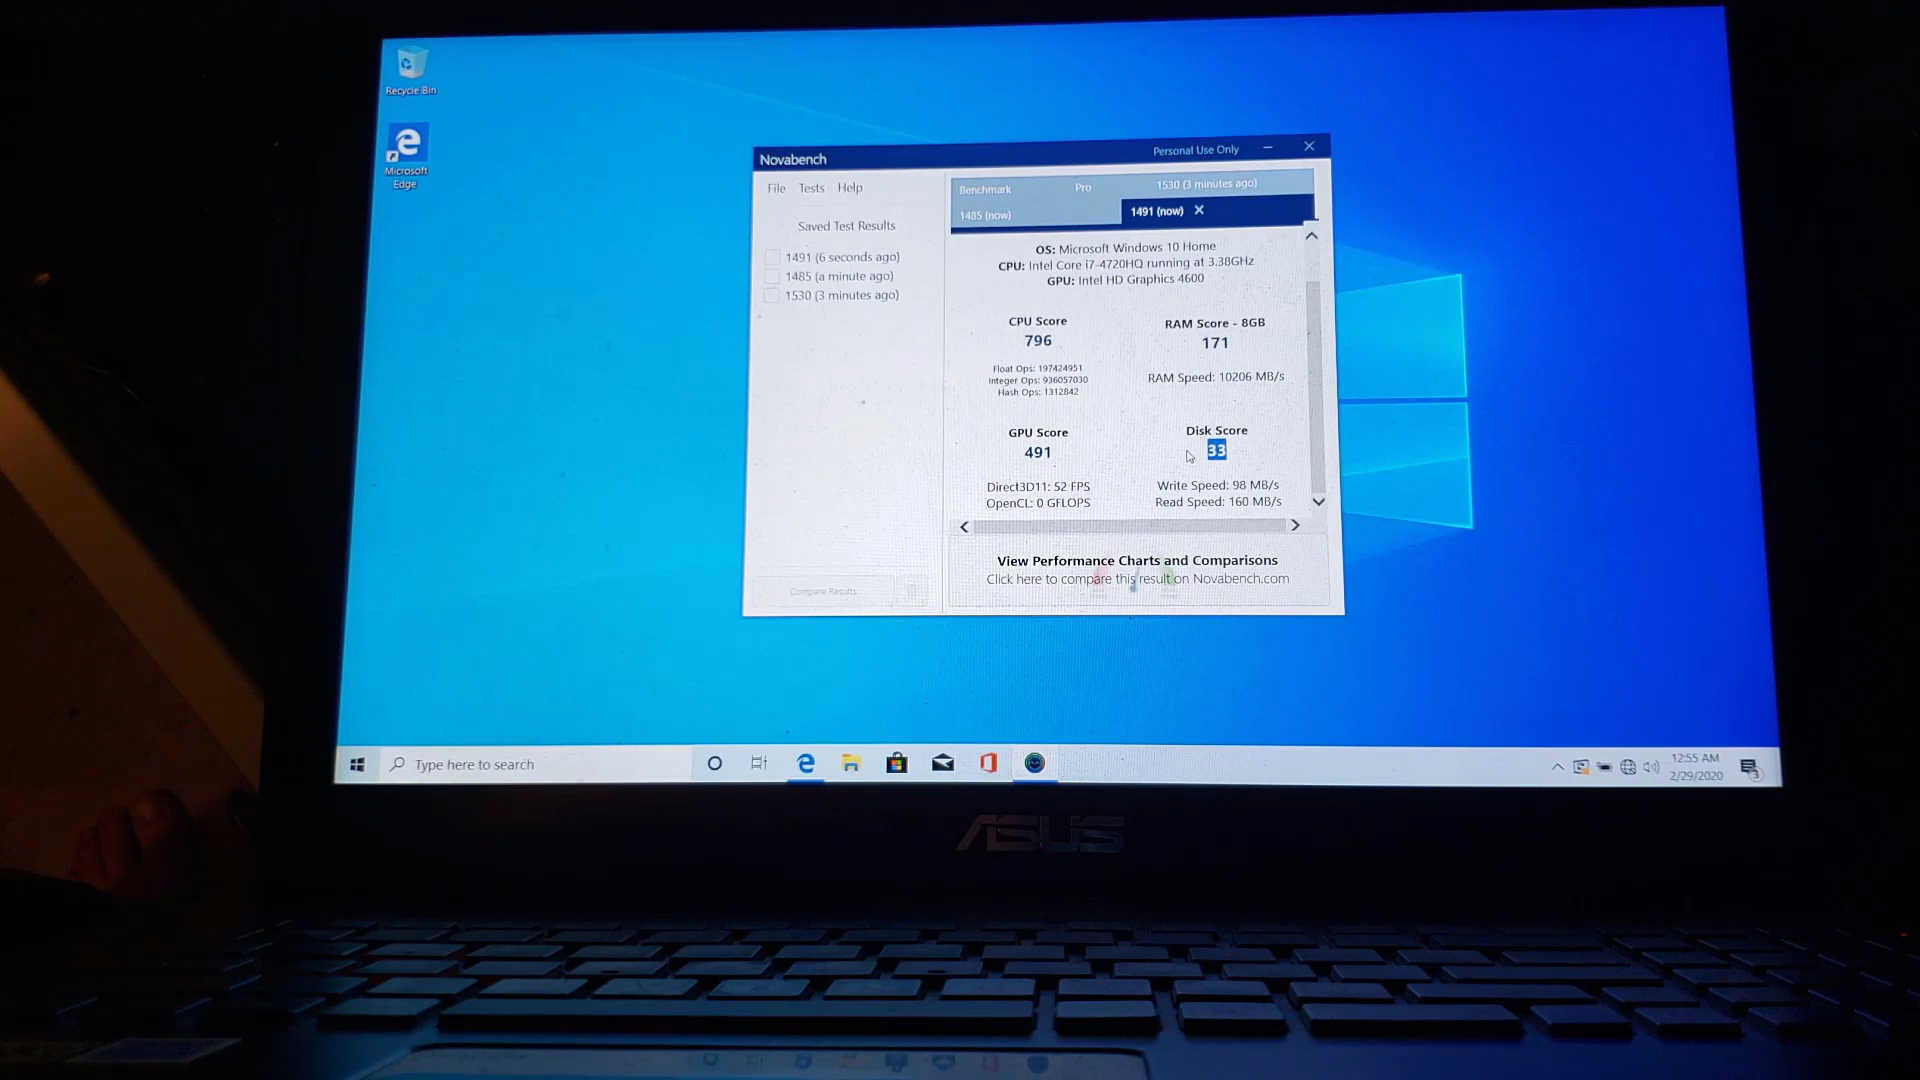 Recycle Bin
Microsoft
Edge
Novabench
Personal Use Only
File Tests Help
Saved Test Results
1491 (6 seconds ago)
1485 (a minute ago)
1530 (3 minutes ago)
Compare Results
Benchmark Pro 1530 (3 minutes ago)
1485 (now) 1491 (now)
OS: Microsoft Windows 10 Home
CPU: Intel Core i7-4720HQ running at 3.38GHz
GPU: Intel HD Graphics 4600
CPU Score
796
Float Ops: 197424951
Integer Ops: 936057030
Hash Ops: 1312842
RAM Score - 8GB
171
RAM Speed: 10206 MB/s
GPU Score
491
Direct3D11: 52 FPS
OpenCL: 0 GFLOPS
Disk Score
33
Write Speed: 98 MB/s
Read Speed: 160 MB/s
View Performance Charts and Comparisons
Click here to compare this result on Novabench.com
Type here to search
12:55 AM
2/29/2020
3
ASUS